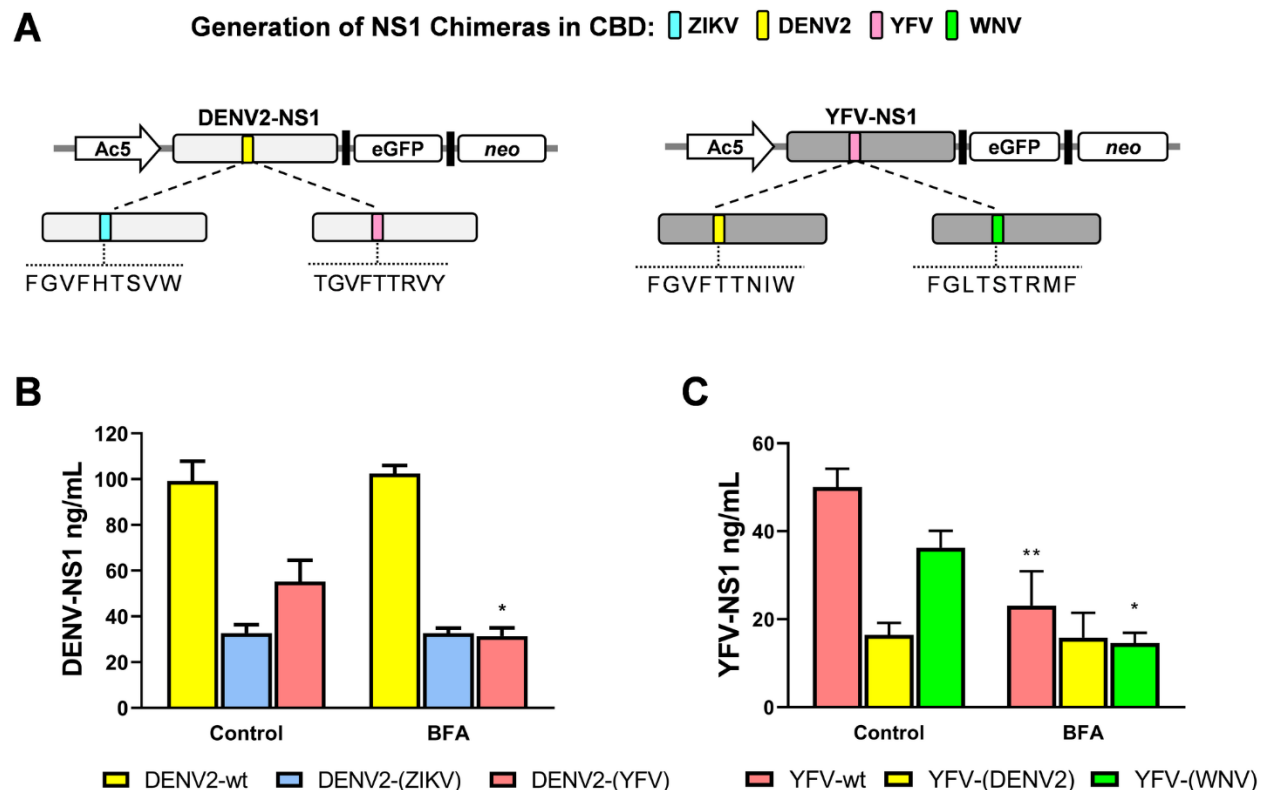 A
Generation of NS1 Chimeras in CBD: ZIKV DENV2 YFV WNV
DENV2-NS1
Ac5 eGFP neo
FGVFHTSVW TGVFTTRVY
YFV-NS1
Ac5 eGFP neo
FGVFTTNIW FGLTSTRMF
B
DENV-NS1 ng/mL
120
100
80
60
40
20
0
*
Control BFA
DENV2-wt DENV2-(ZIKV) DENV2-(YFV)
C
YFV-NS1 ng/mL
60
40
20
0
**
*
Control BFA
YFV-wt YFV-(DENV2) YFV-(WNV)